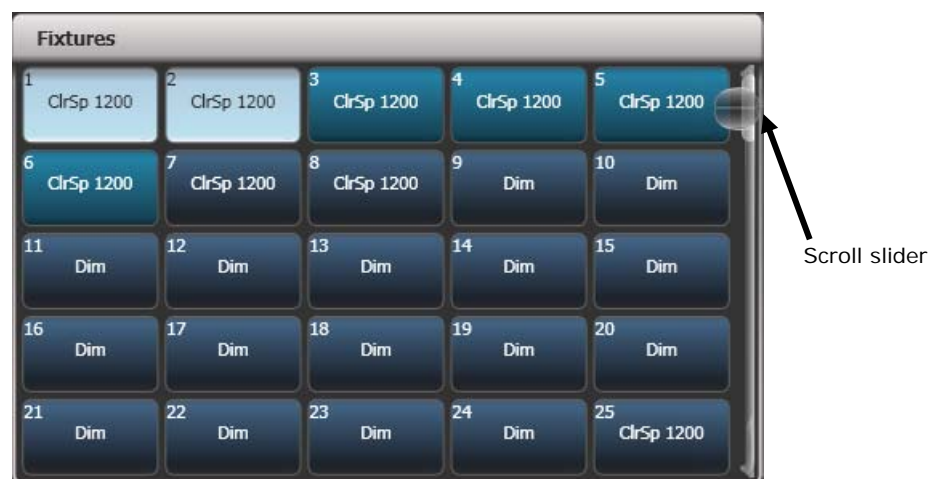 Fixtures
1 ClrSp 1200 2 ClrSp 1200 3 ClrSp 1200 4 ClrSp 1200 5 ClrSp 1200
6 ClrSp 1200 7 ClrSp 1200 8 ClrSp 1200 9 Dim 10 Dim
11 Dim 12 Dim 13 Dim 14 Dim 15 Dim
Scroll slider
16 Dim 17 Dim 18 Dim 19 Dim 20 Dim
21 Dim 22 Dim 23 Dim 24 Dim 25 ClrSp 1200